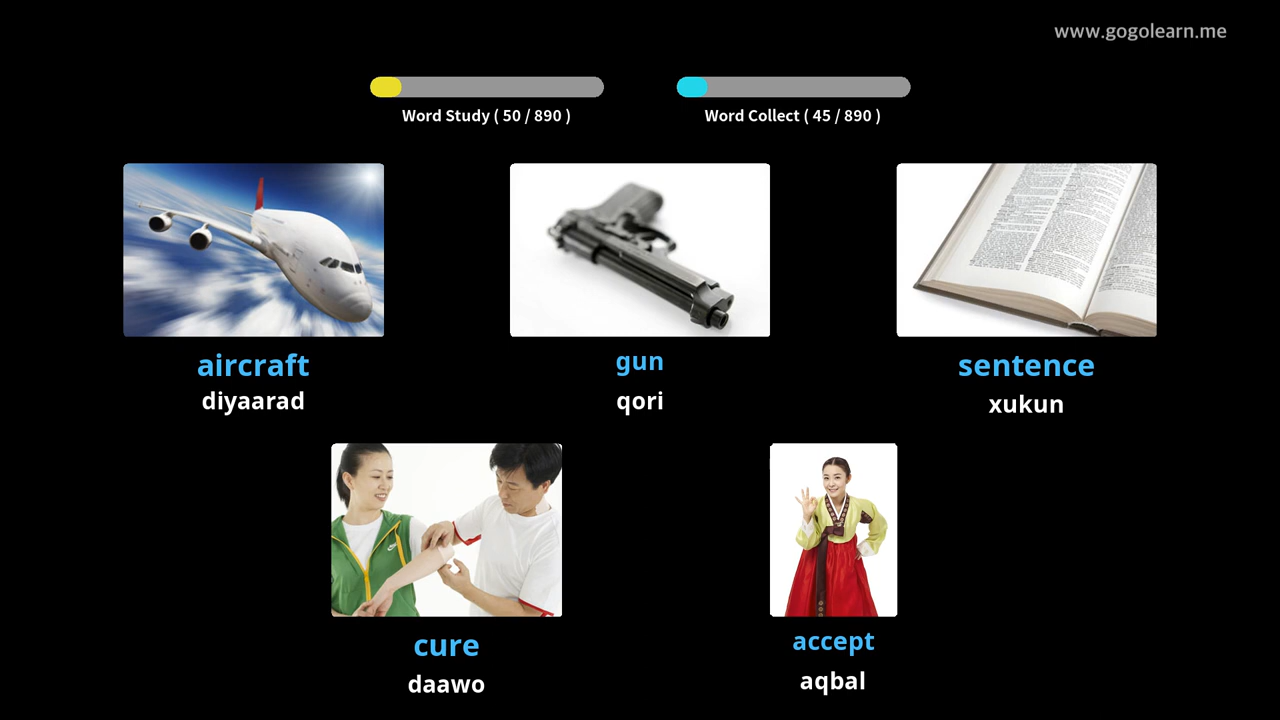 www.gogolearn.me
Word Study ( 50 / 890 )
Word Collect ( 45 / 890 )
aircraft
diyaarad
gun
qori
sentence
xukun
cure
daawo
accept
aqbal